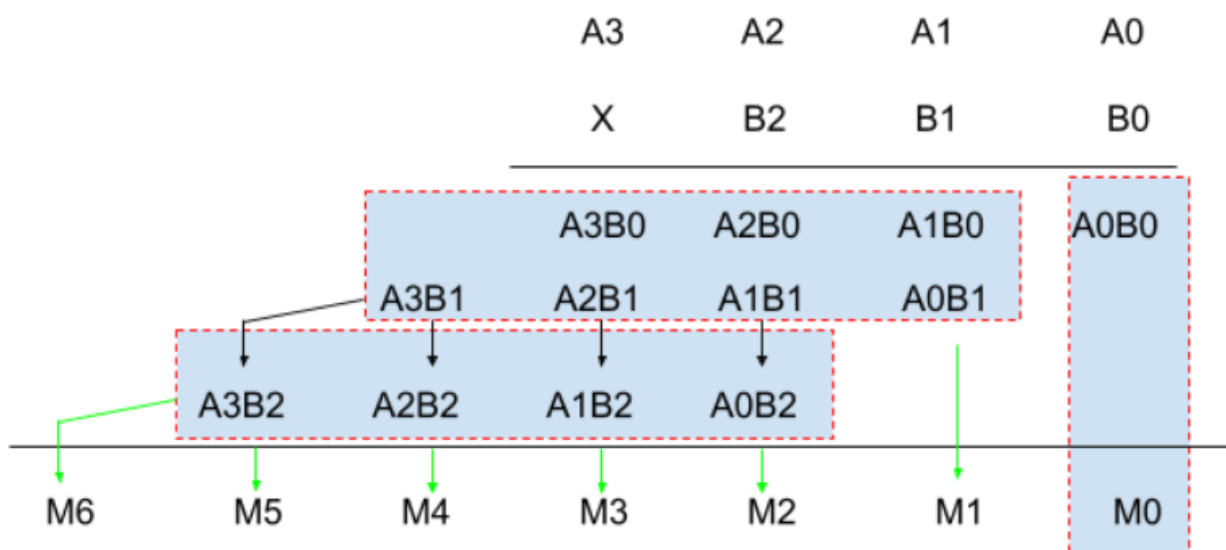 A3 A2 A1 A0
X B2 B1 B0
A3B0 A2B0 A1B0 A0B0
A3B1 A2B1 A1B1 A0B1
A3B2 A2B2 A1B2 A0B2
M6 M5 M4 M3 M2 M1 M0